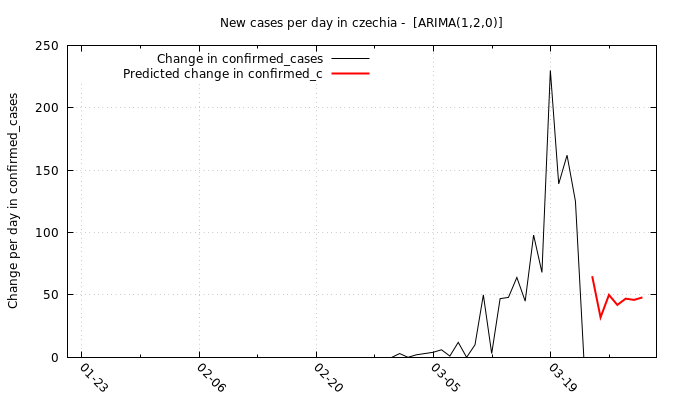 New cases per day in czechia -  [ARIMA(1,2,0)]
Change in confirmed_cases
Predicted change in confirmed_c
Change per day in confirmed_cases
250
200
150
100
50
0
01-23
02-06
02-20
03-05
03-19